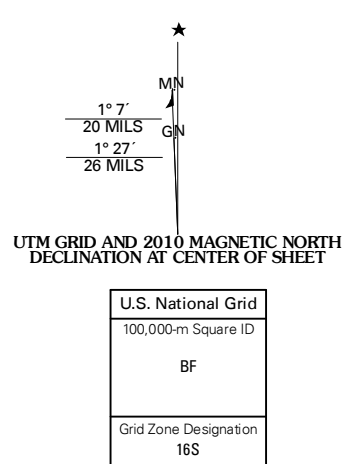 MN
1° 7´
20 MILS
GN
1° 27´
26 MILS
UTM GRID AND 2010 MAGNETIC NORTH
DECLINATION AT CENTER OF SHEET
U.S. National Grid
100,000-m Square ID
BF
Grid Zone Designation
16S